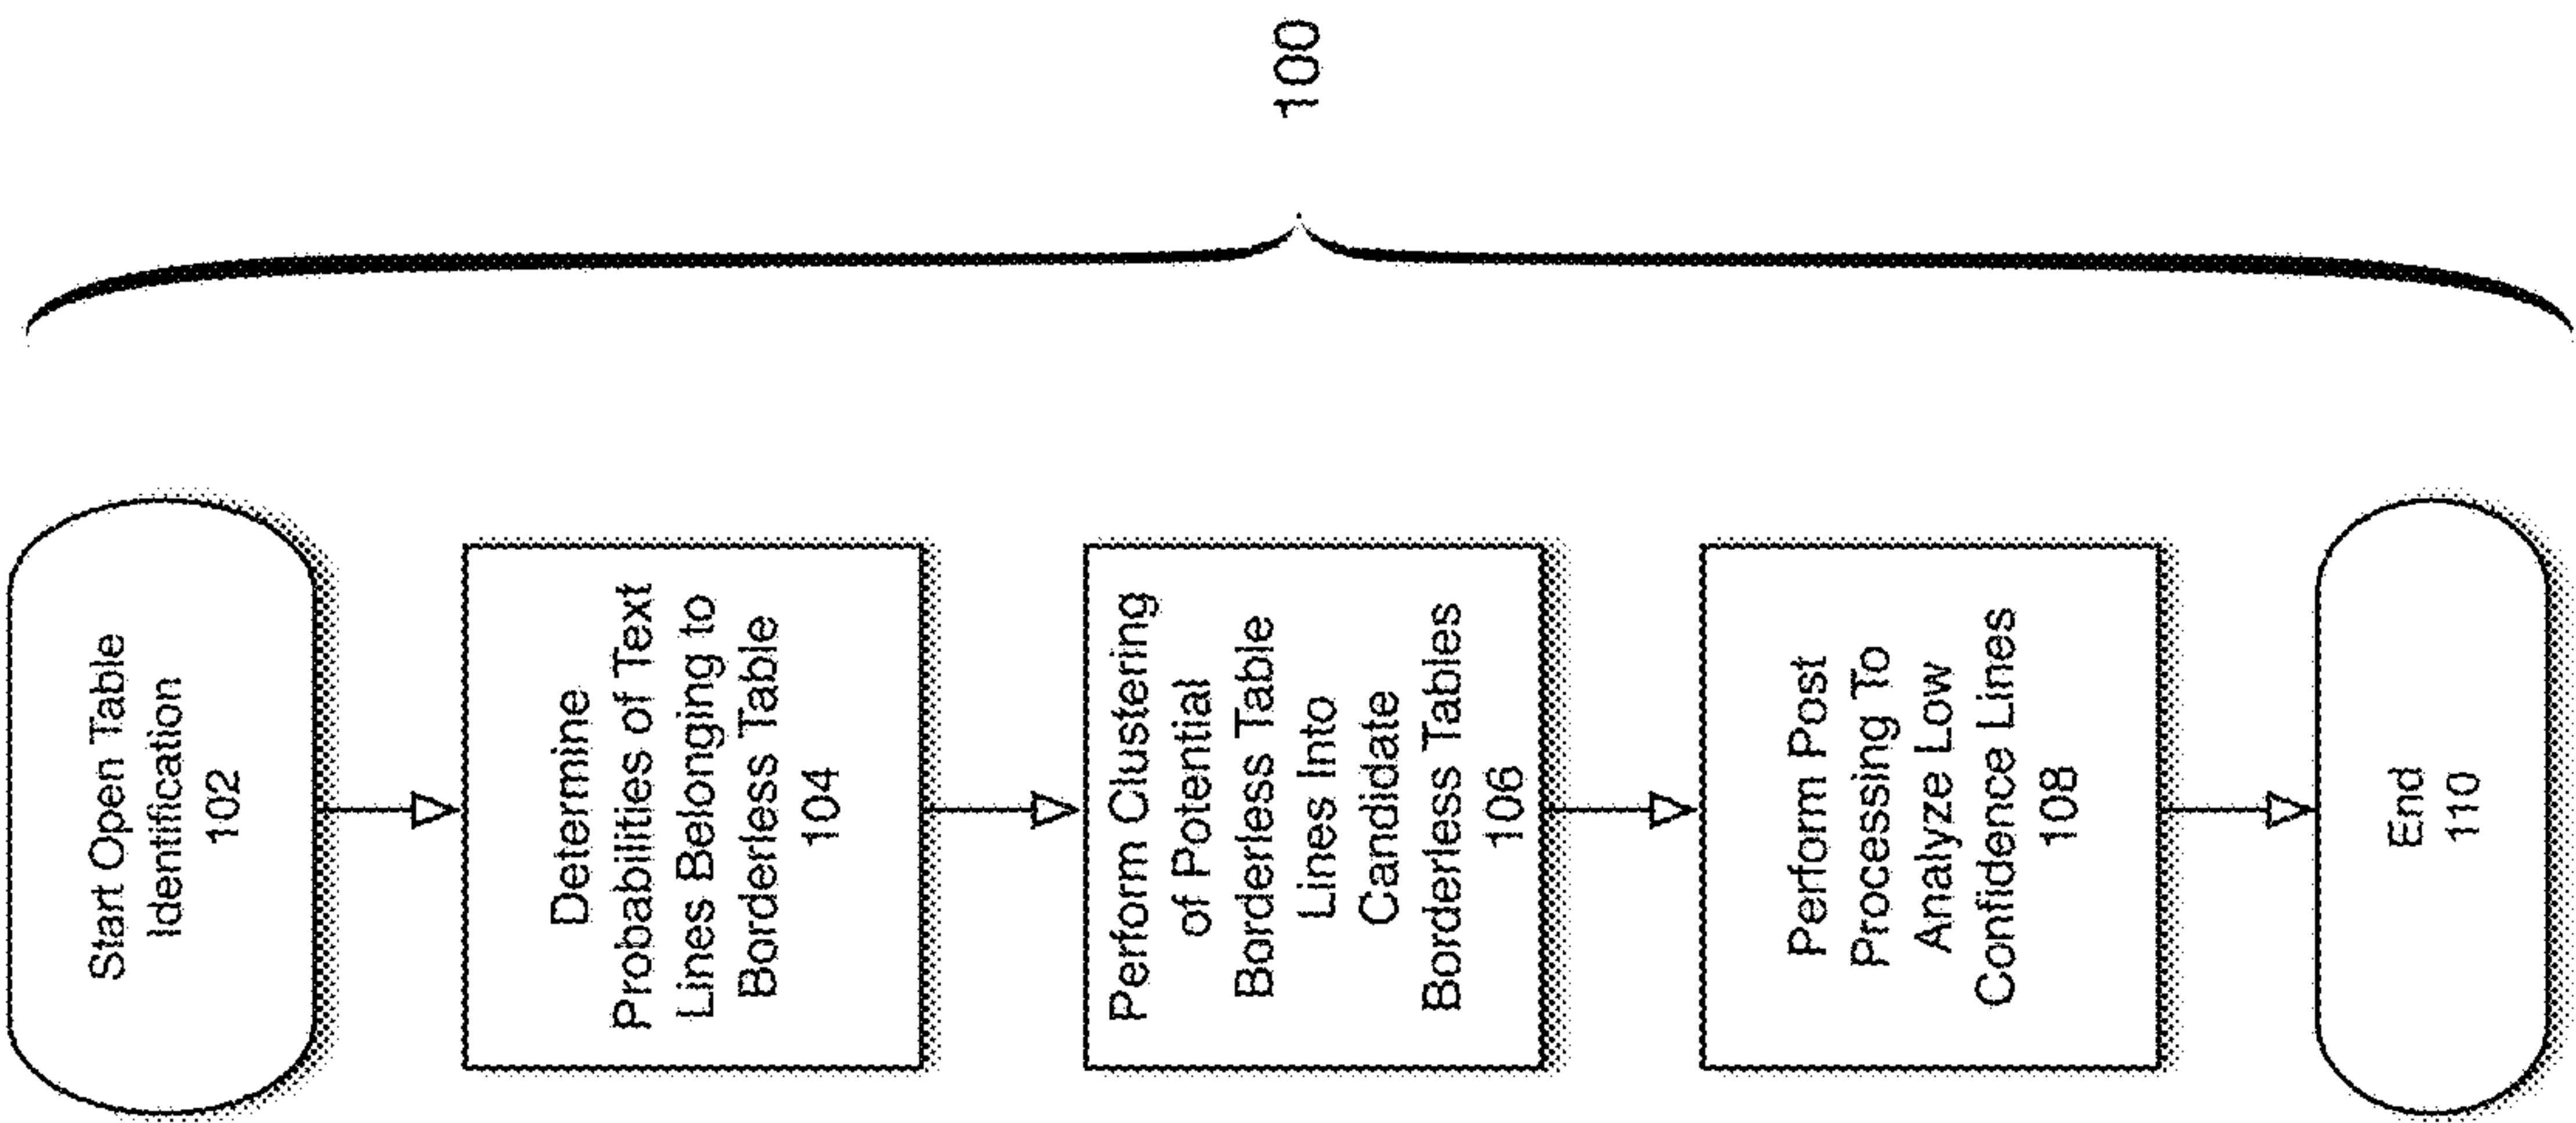 Start Open Table
Identification
102
Determine
Probabilities of Text
Lines Belonging to
Borderless Table
104
Perform Clustering
of Potential
Borderless Table
Lines Into
Candidate
Borderless Tables
106
Perform Post
Processing To
Analyze Low
Confidence Lines
108
End
110
100